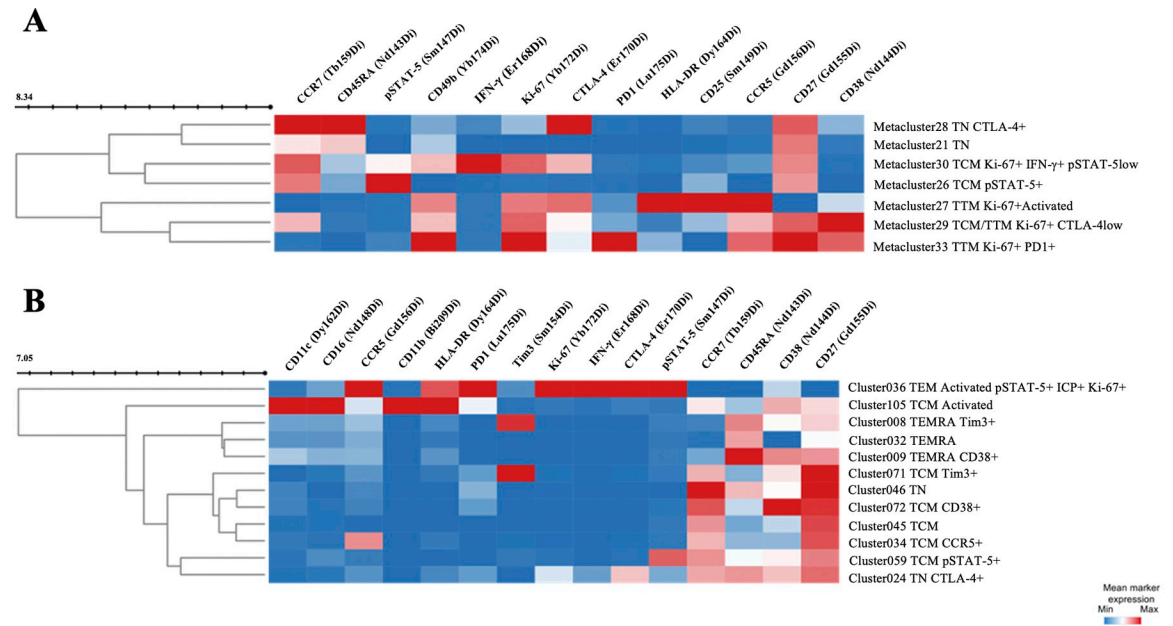 A
CCR7 (Tb159Di)
CD45RA (Nd143Di)
pSTAT-5 (Sm147Di)
CD49b (Yb174Di)
IFN-γ (Er168Di)
Ki-67 (Yb172Di)
CTLA-4 (Er170Di)
PD1 (Lu175Di)
HLA-DR (Dy164Di)
CD25 (Sm149Di)
CCR5 (Gd156Di)
CD27 (Gd155Di)
CD38 (Nd144Di)
8.34
Metacluster28 TN CTLA-4+
Metacluster21 TN
Metacluster30 TCM Ki-67+ IFN-γ+ pSTAT-5low
Metacluster26 TCM pSTAT-5+
Metacluster27 TTM Ki-67+Activated
Metacluster29 TCM/TTM Ki-67+ CTLA-4low
Metacluster33 TTM Ki-67+ PD1+
B
CD11c (Dy162Di)
CD16 (Nd148Di)
CCR5 (Gd156Di)
CD11b (Bi209Di)
HLA-DR (Dy164Di)
PD1 (Lu175Di)
Tim3 (Sm154Di)
Ki-67 (Yb172Di)
IFN-γ (Er168Di)
CTLA-4 (Er170Di)
pSTAT-5 (Sm147Di)
CCR7 (Tb159Di)
CD45RA (Nd143Di)
CD38 (Nd144Di)
CD27 (Gd155Di)
7.05
Cluster036 TEM Activated pSTAT-5+ ICP+ Ki-67+
Cluster105 TCM Activated
Cluster008 TEMRA Tim3+
Cluster032 TEMRA
Cluster009 TEMRA CD38+
Cluster071 TCM Tim3+
Cluster046 TN
Cluster072 TCM CD38+
Cluster045 TCM
Cluster034 TCM CCR5+
Cluster059 TCM pSTAT-5+
Cluster024 TN CTLA-4+
Mean marker
expression
Min Max